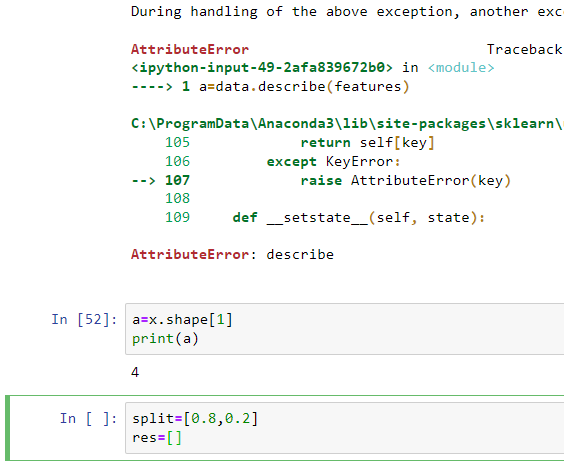 During handling of the above exception, another exc
AttributeError Traceback
<ipython-input-49-2afa839672b0> in <module>
----> 1 a=data.describe(features)
C:\ProgramData\Anaconda3\lib\site-packages\sklearn\
105 return self[key]
106 except KeyError:
--> 107 raise AttributeError(key)
108
109 def __setstate__(self, state):
AttributeError: describe
In [52]: a=x.shape[1]
print(a)
4
In [ ]: split=[0.8,0.2]
res=[]